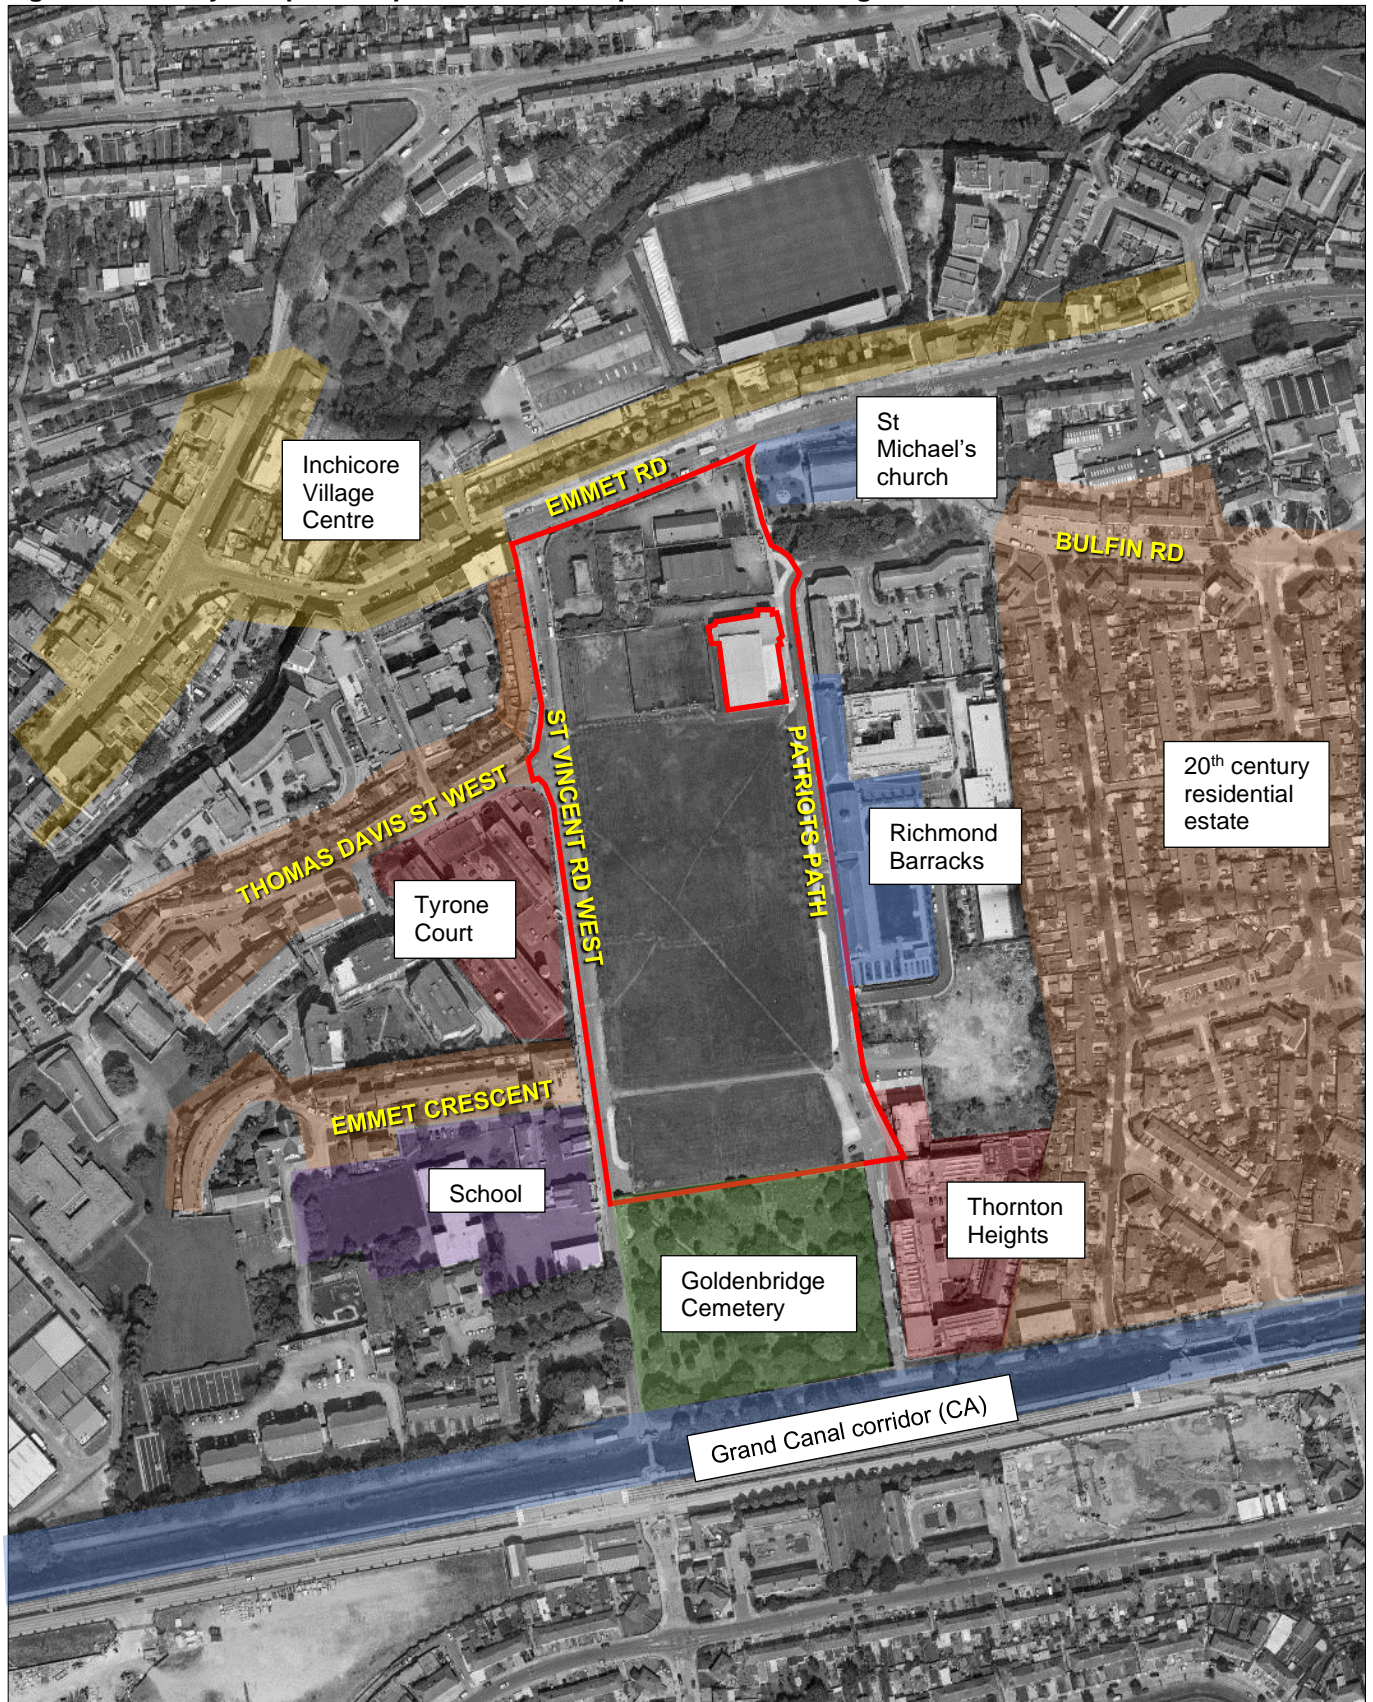 St
Michael's
church
Inchicore
Village
Centre
EMMET RD
BULFIN RD
20th century
residential
estate
ST VINCENT RD WEST
PATRIOTS PATH
THOMAS DAVIS ST WEST
Richmond
Barracks
Tyrone
Court
EMMET CRESCENT
School
Thornton
Heights
Goldenbridge
Cemetery
Grand Canal corridor (CA)